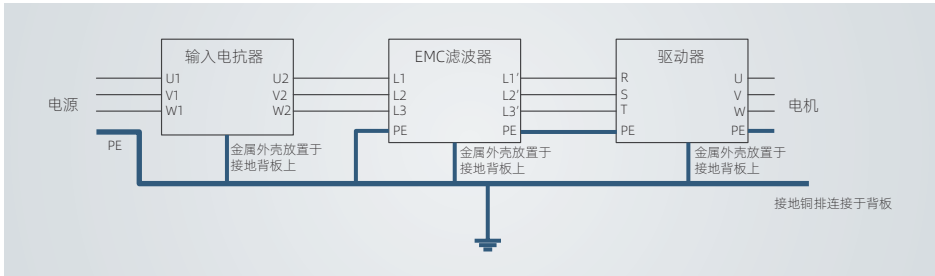 输入电抗器
EMC滤波器
驱动器
电源
U1
V1
W1
U2
V2
W2
L1
L2
L3
PE
L1′
L2′
L3′
PE
R
S
T
PE
U
V
W
PE
电机
PE
金属外壳放置于
接地背板上
金属外壳放置于
接地背板上
金属外壳放置于
接地背板上
接地铜排连接于背板